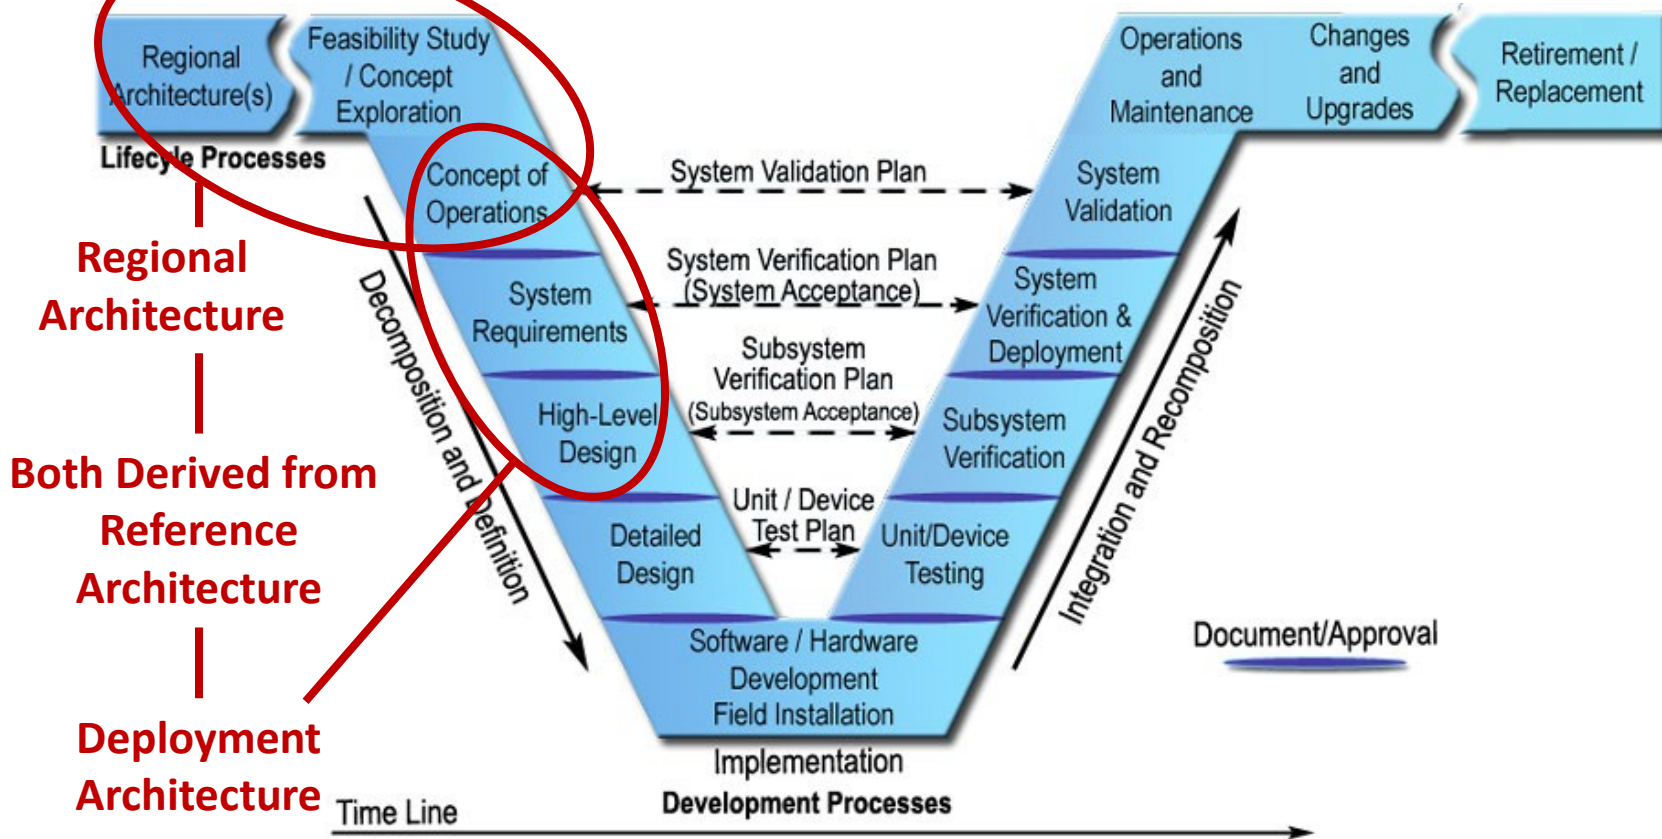 Regional
Architecture(s)
Feasibility Study
/ Concept
Exploration
Operations
and
Maintenance
Changes
and
Upgrades
Retirement /
Replacement
Lifecyle Processes
Concept of
Operations
System Validation Plan
System
Validation
Regional
Architecture
System
Requirements
System Verification Plan
(System Acceptance)
System
Verification &
Deployment
Decomposition and Definition
High-Level
Design
Subsystem
Verification Plan
(Subsystem Acceptance)
Subsystem
Verification
Integration and Recomposition
Both Derived from
Reference
Architecture
Detailed
Design
Unit / Device
Test Plan
Unit/Device
Testing
Software / Hardware
Development
Field Installation
Document/Approval
Deployment
Architecture
Implementation
Development Processes
Time Line